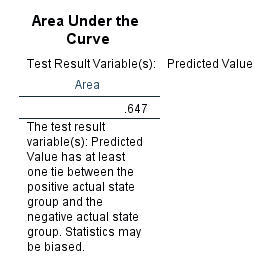 Area Under the
Curve
Test Result Variable(s): Predicted Value
Area
.647
The test result
variable(s): Predicted
Value has at least
one tie between the
positive actual state
group and the
negative actual state
group. Statistics may
be biased.